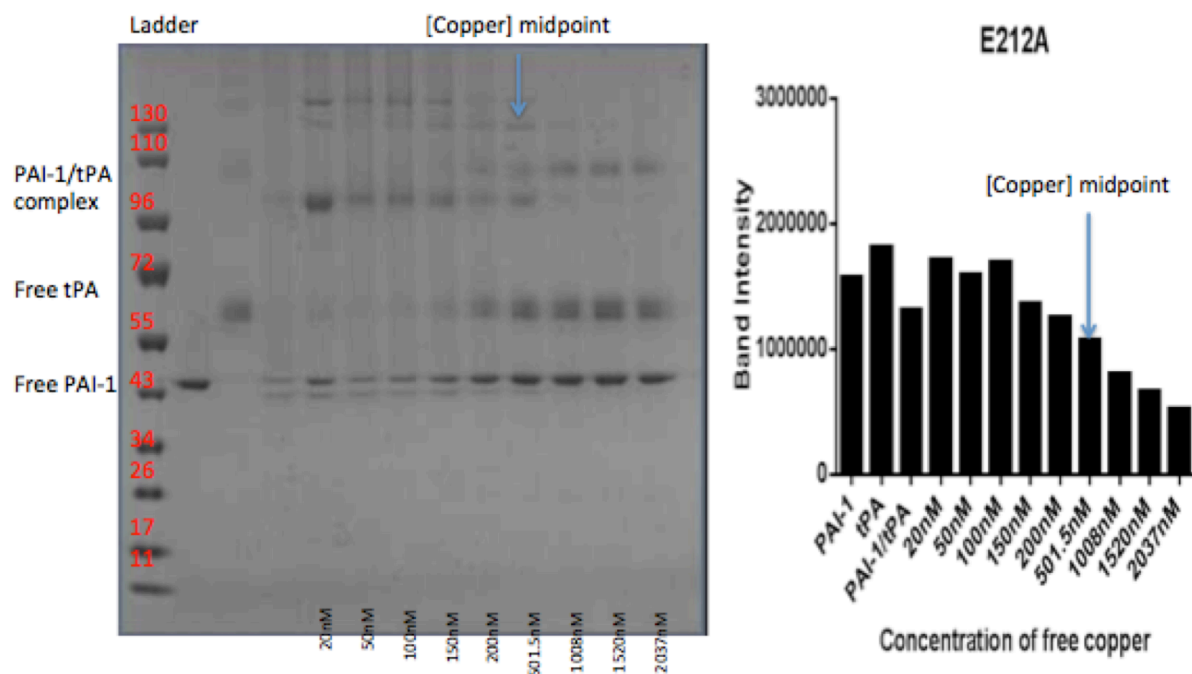 Ladder
[Copper] midpoint
130
110
PAI-1/tPA
complex
96
72
Free tPA
55
Free PAI-1
43
34
26
17
11
20nM
50nM
100nM
150nM
200nM
501.5nM
1008nM
1520nM
2037nM
E212A
3000000
[Copper] midpoint
2000000
1000000
0
Band Intensity
PAI-1
tPA
PAI-1/tPA
20nM
50nM
100nM
150nM
200nM
501.5nM
1008nM
1520nM
2037nM
Concentration of free copper